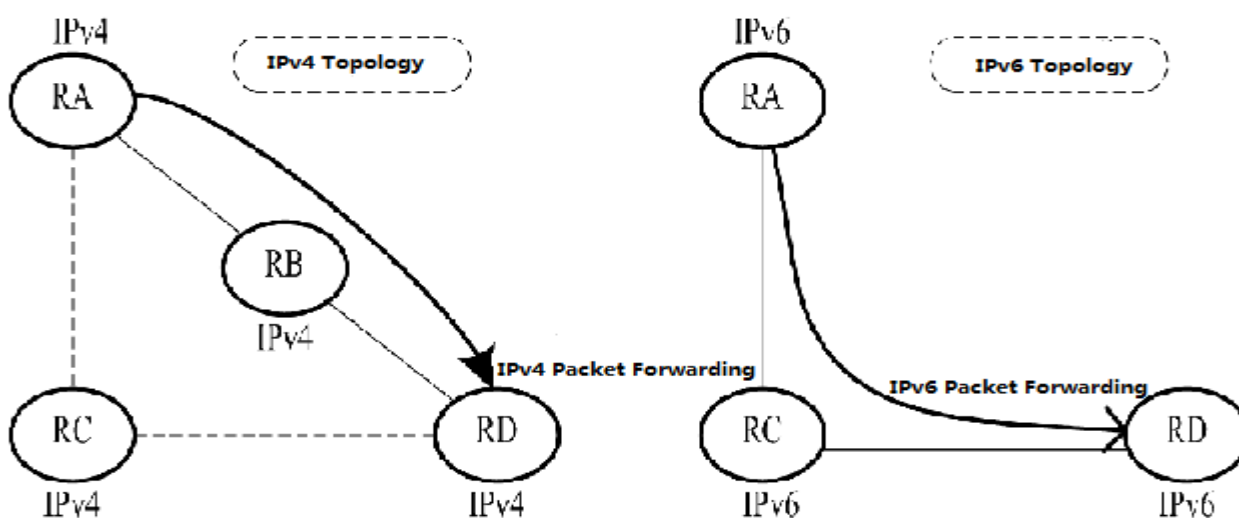 IPv4
IPv4 Topology
RA
RB
IPv4
IPv4 Packet Forwarding
RC
RD
IPv4
IPv4
IPv6
IPv6 Topology
RA
IPv6 Packet Forwarding
RC
RD
IPv6
IPv6